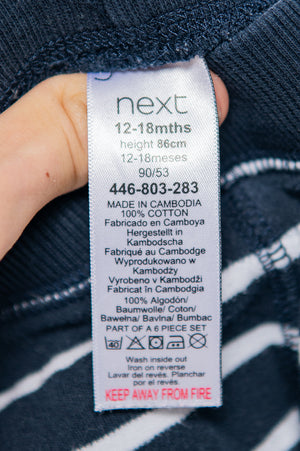 next
12-18mths
height 86cm
12-18meses
90/53
446-803-283
MADE IN CAMBODIA
100% COTTON
Fabricado en Camboya
Hergestellt in
Kambodscha
Fabriqué au Cambodge
Wyprodukowano w
Kambodży
Vyrobeno v Kambodži
Fabricat în Cambodgia
100% Algodón/
Baumwolle/ Coton/
Bawełna/ Bavlna/ Bumbac
PART OF A 6 PIECE SET
40
Wash inside out
Iron on reverse
Lavar del revés. Planchar
por el revés.
KEEP AWAY FROM FIRE